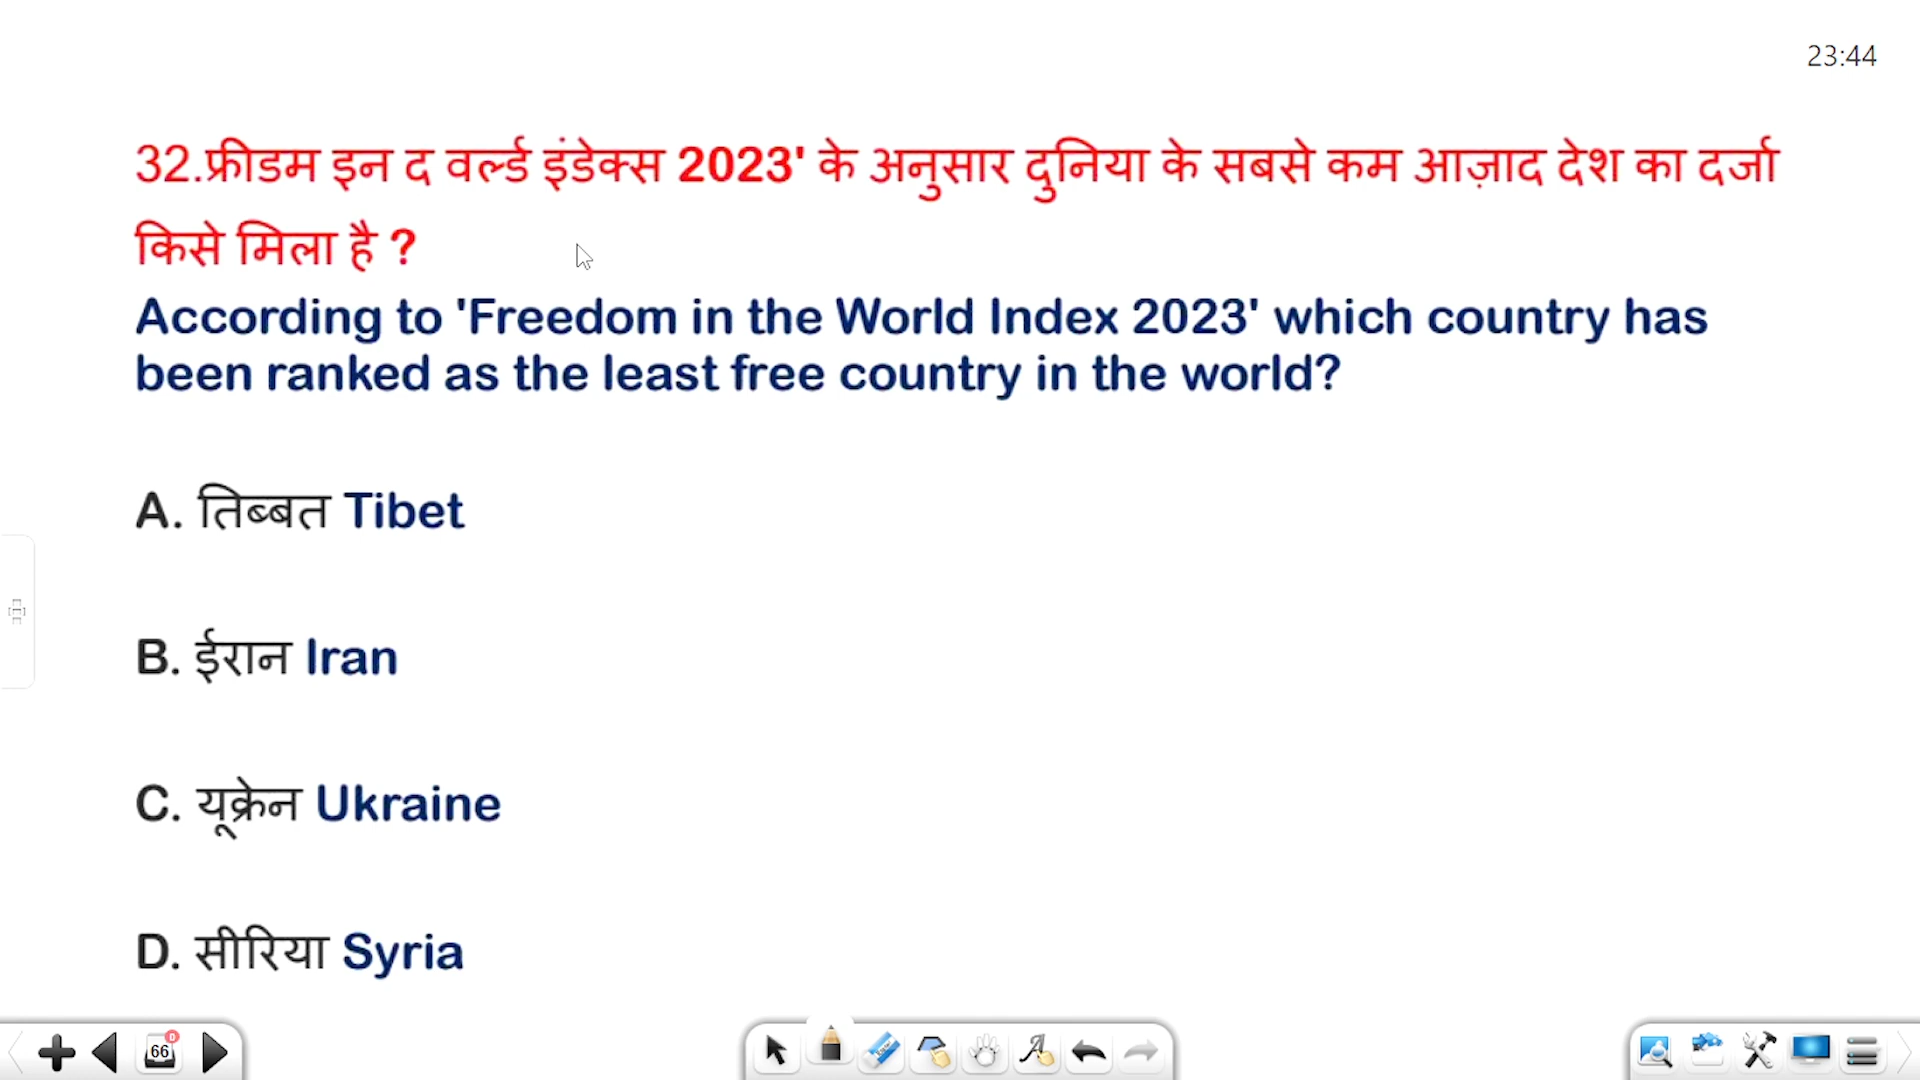 23:44
32.फ्रीडम इन द वर्ल्ड इंडेक्स 2023' के अनुसार दुनिया के सबसे कम आज़ाद देश का दर्जा
किसे मिला है ?
According to 'Freedom in the World Index 2023' which country has
been ranked as the least free country in the world?
A. तिब्बत Tibet
B. ईरान Iran
C. यूक्रेन Ukraine
D. सीरिया Syria
66